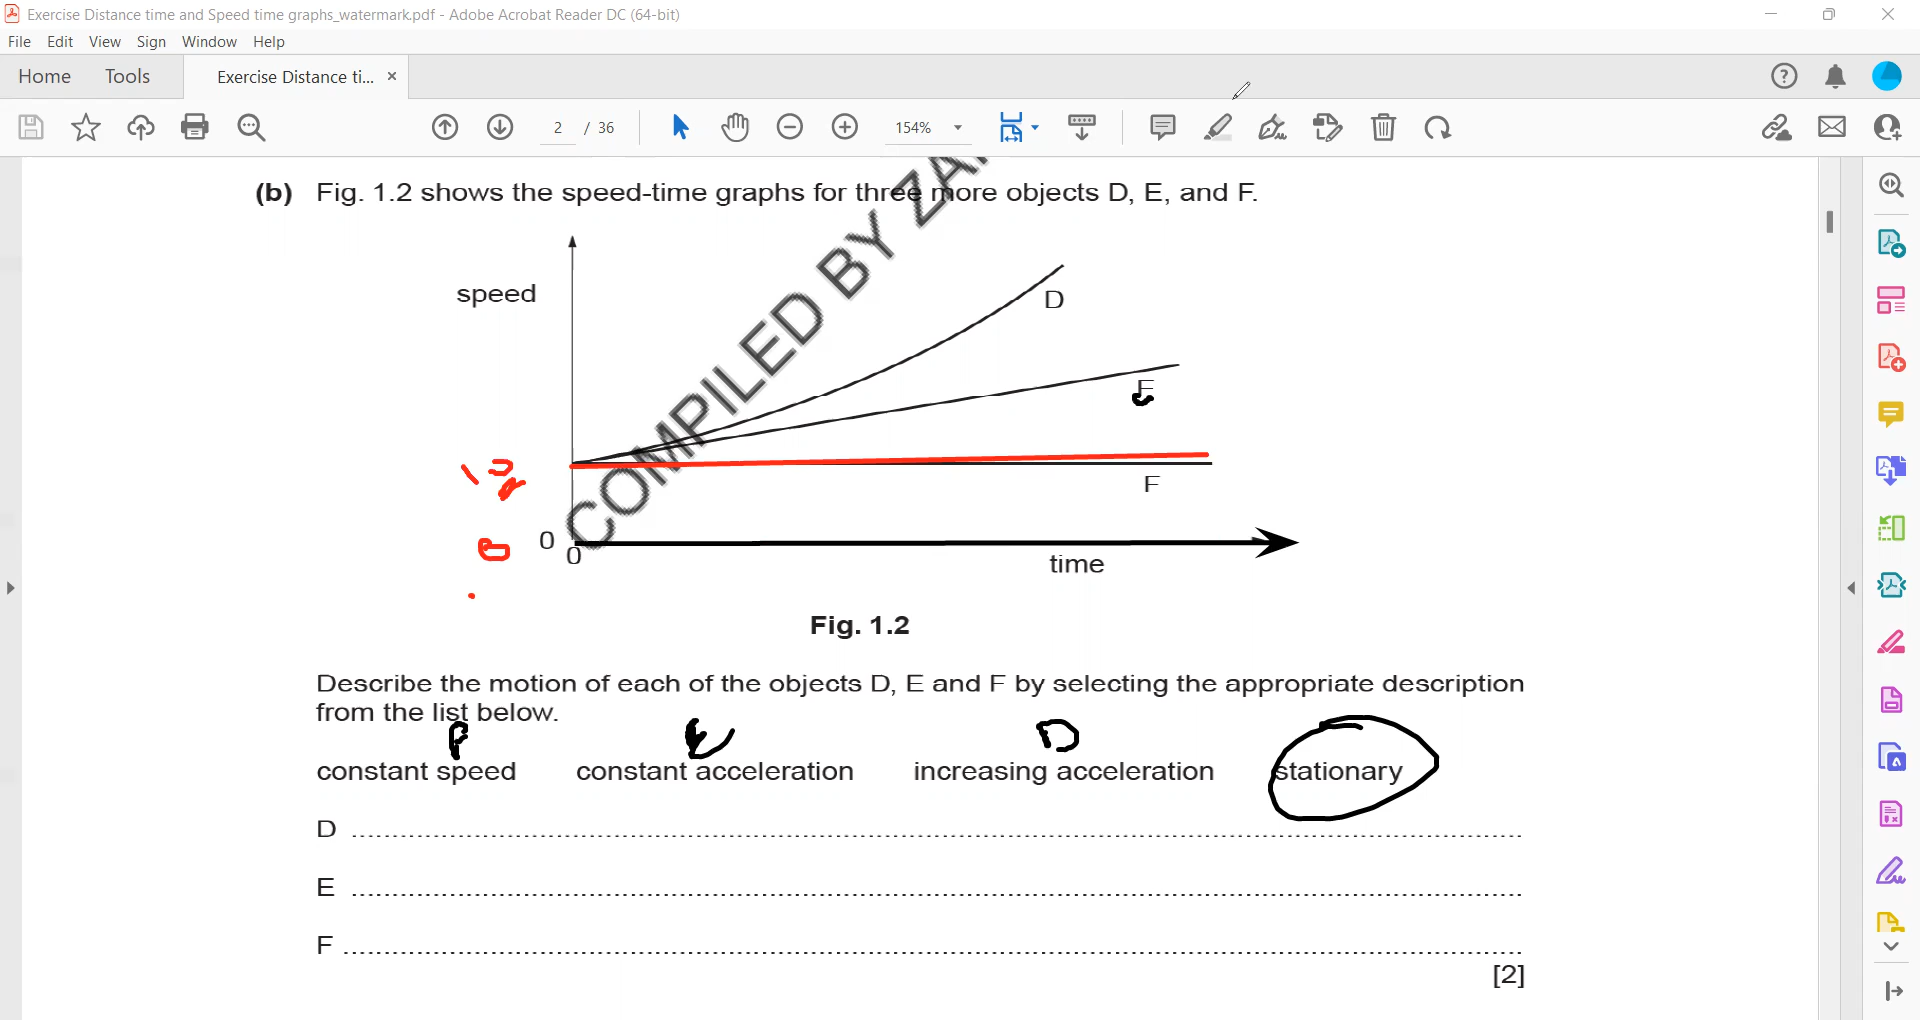 Exercise Distance time and Speed time graphs_watermark.pdf - Adobe Acrobat Reader DC (64-bit)
File Edit View Sign Window Help
Home Tools Exercise Distance ti... ×
2 / 36 154%
(b) Fig. 1.2 shows the speed-time graphs for three more objects D, E, and F.
COMPILED BY
speed
D
E
F
0
0
time
Fig. 1.2
Describe the motion of each of the objects D, E and F by selecting the appropriate description
from the list below.
F E D
constant speed constant acceleration increasing acceleration stationary
D
E
F
[2]